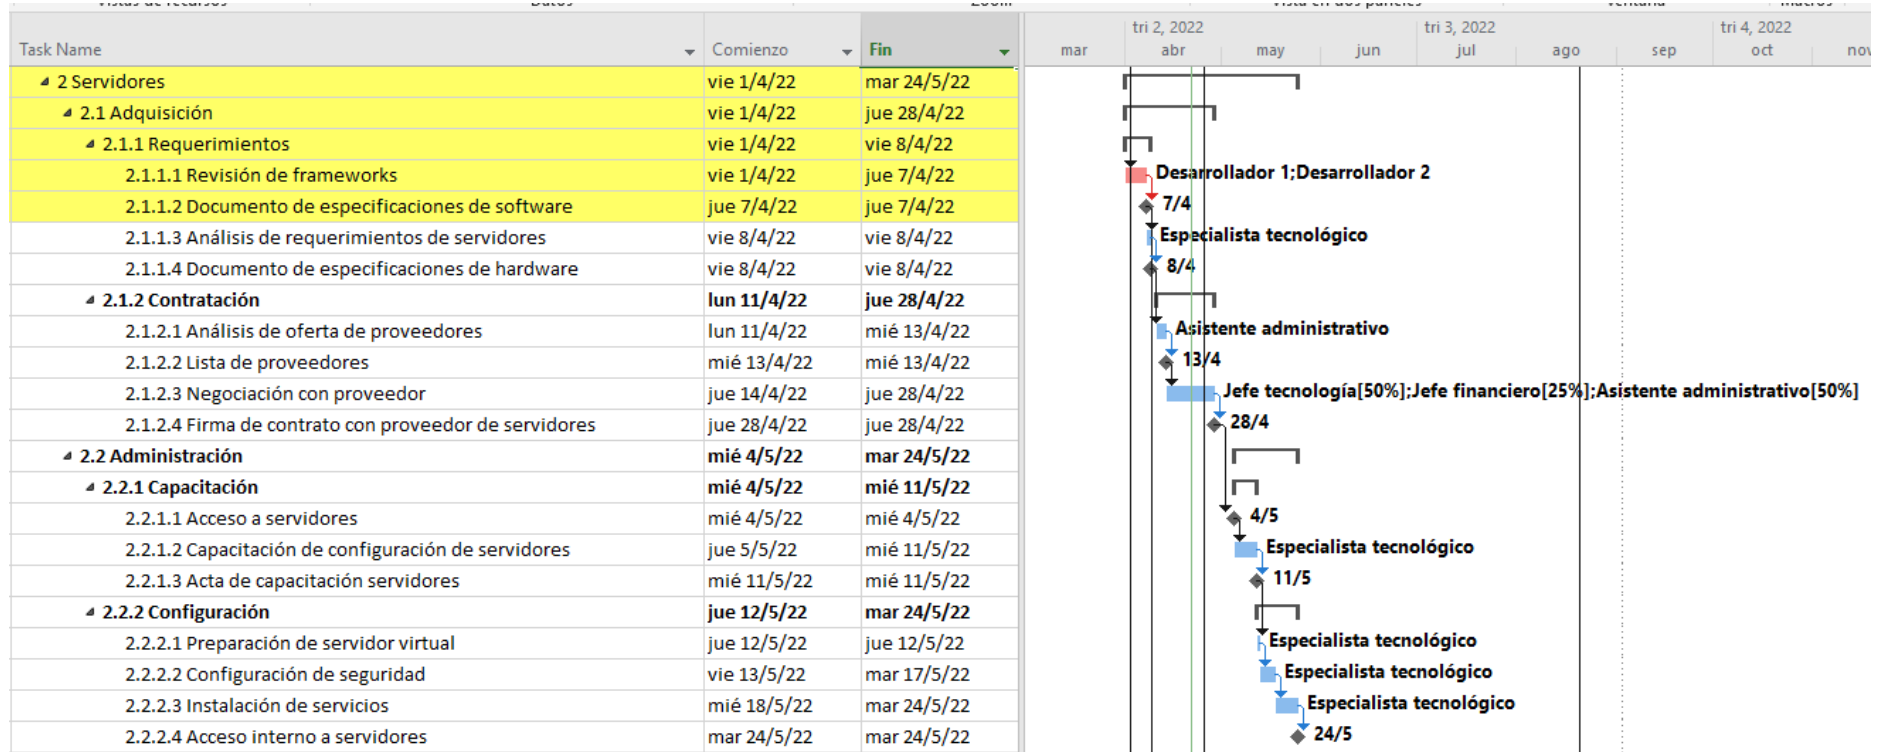 Vistas de recursos Datos Zoom Vista en dos paneles Ventana Macros
tri 2, 2022 tri 3, 2022 tri 4, 2022
Task Name Comienzo Fin mar abr may jun jul ago sep oct nov
2 Servidores vie 1/4/22 mar 24/5/22
2.1 Adquisición vie 1/4/22 jue 28/4/22
2.1.1 Requerimientos vie 1/4/22 vie 8/4/22
2.1.1.1 Revisión de frameworks vie 1/4/22 jue 7/4/22 Desarrollador 1;Desarrollador 2
2.1.1.2 Documento de especificaciones de software jue 7/4/22 jue 7/4/22 7/4
2.1.1.3 Análisis de requerimientos de servidores vie 8/4/22 vie 8/4/22 Especialista tecnológico
2.1.1.4 Documento de especificaciones de hardware vie 8/4/22 vie 8/4/22 8/4
2.1.2 Contratación lun 11/4/22 jue 28/4/22
2.1.2.1 Análisis de oferta de proveedores lun 11/4/22 mié 13/4/22 Asistente administrativo
2.1.2.2 Lista de proveedores mié 13/4/22 mié 13/4/22 13/4
2.1.2.3 Negociación con proveedor jue 14/4/22 jue 28/4/22 Jefe tecnología[50%];Jefe financiero[25%];Asistente administrativo[50%]
2.1.2.4 Firma de contrato con proveedor de servidores jue 28/4/22 jue 28/4/22 28/4
2.2 Administración mié 4/5/22 mar 24/5/22
2.2.1 Capacitación mié 4/5/22 mié 11/5/22
2.2.1.1 Acceso a servidores mié 4/5/22 mié 4/5/22 4/5
2.2.1.2 Capacitación de configuración de servidores jue 5/5/22 mié 11/5/22 Especialista tecnológico
2.2.1.3 Acta de capacitación servidores mié 11/5/22 mié 11/5/22 11/5
2.2.2 Configuración jue 12/5/22 mar 24/5/22
2.2.2.1 Preparación de servidor virtual jue 12/5/22 jue 12/5/22 Especialista tecnológico
2.2.2.2 Configuración de seguridad vie 13/5/22 mar 17/5/22 Especialista tecnológico
2.2.2.3 Instalación de servicios mié 18/5/22 mar 24/5/22 Especialista tecnológico
2.2.2.4 Acceso interno a servidores mar 24/5/22 mar 24/5/22 24/5